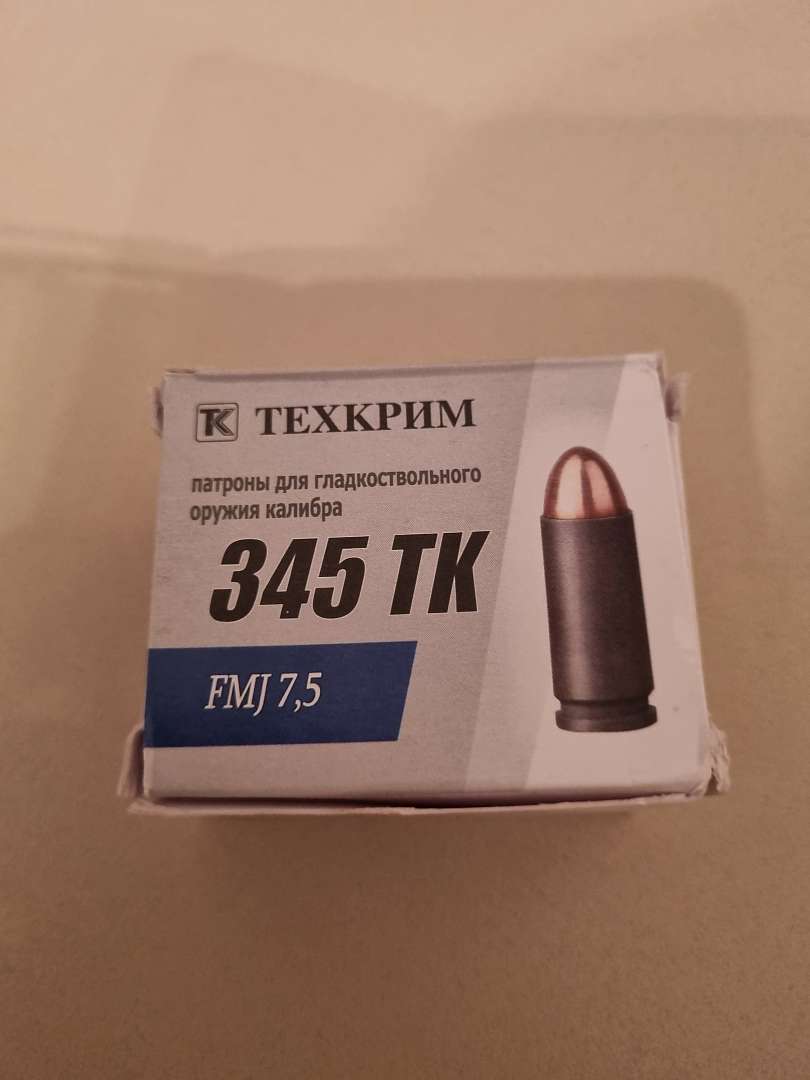 ТК ТЕХКРИМ
патроны для гладкоствольного
оружия калибра
345 ТК
FMJ 7,5